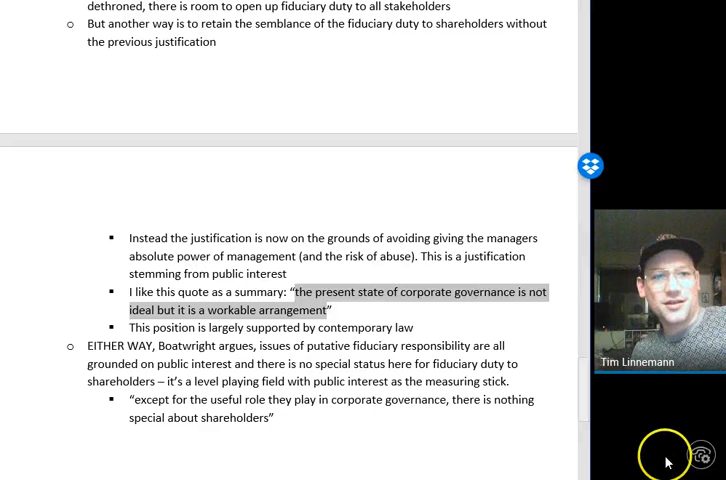 dethroned, there is room to open up fiduciary duty to all stakeholders
o But another way is to retain the semblance of the fiduciary duty to shareholders without
the previous justification
▪ Instead the justification is now on the grounds of avoiding giving the managers
absolute power of management (and the risk of abuse). This is a justification
stemming from public interest
▪ I like this quote as a summary: “the present state of corporate governance is not
ideal but it is a workable arrangement”
▪ This position is largely supported by contemporary law
o EITHER WAY, Boatwright argues, issues of putative fiduciary responsibility are all
grounded on public interest and there is no special status here for fiduciary duty to
shareholders – it’s a level playing field with public interest as the measuring stick.
▪ “except for the useful role they play in corporate governance, there is nothing
special about shareholders”
Tim Linnemann